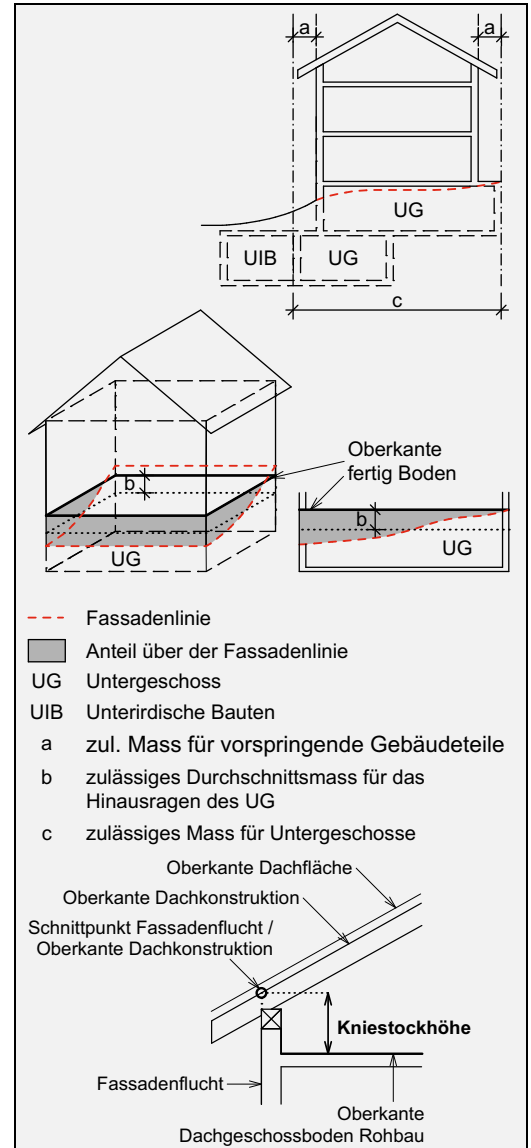 a
a
UG
UIB
UG
c
b
Oberkante
fertig Boden
b
UG
UG
Fassadenlinie
Anteil über der Fassadenlinie
UG Untergeschoss
UIB Unterirdische Bauten
a zul. Mass für vorspringende Gebäudeteile
b zulässiges Durchschnittsmass für das
Hinausragen des UG
c zulässiges Mass für Untergeschosse
Oberkante Dachfläche
Oberkante Dachkonstruktion
Schnittpunkt Fassadenflucht /
Oberkante Dachkonstruktion
Kniestockhöhe
Fassadenflucht
Oberkante
Dachgeschossboden Rohbau